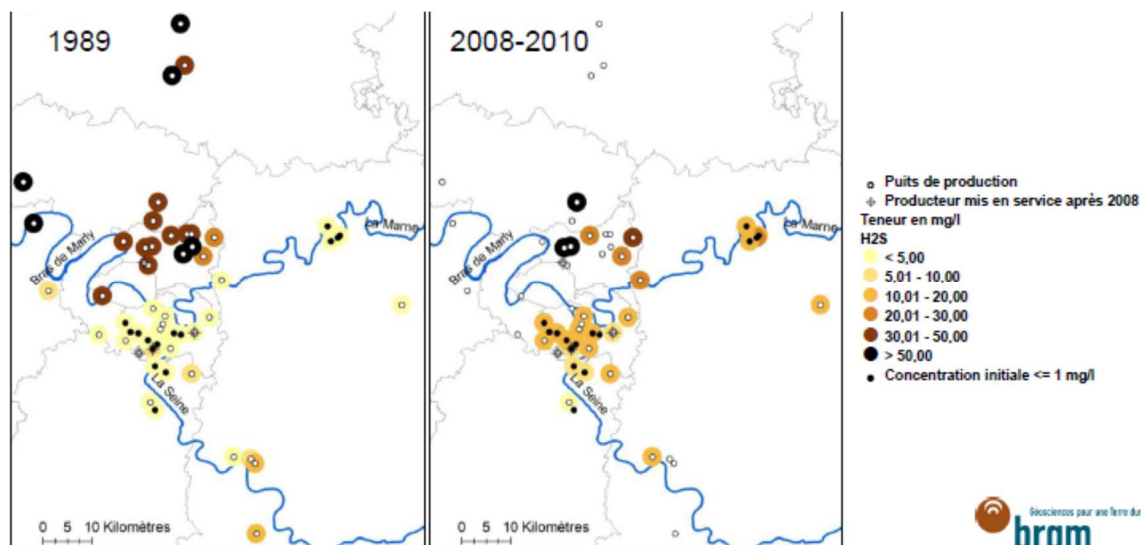 1989
2008-2010
Bras de Marly
La Marne
La Seine
0 5 10 Kilomètres
Bras de Marly
La Marne
La Seine
0 5 10 Kilomètres
Puits de production
Producteur mis en service après 2008
Teneur en mg/l
H2S
< 5,00
5,01 - 10,00
10,01 - 20,00
20,01 - 30,00
30,01 - 50,00
> 50,00
Concentration initiale <= 1 mg/l
Géosciences pour une Terre dur
brgm